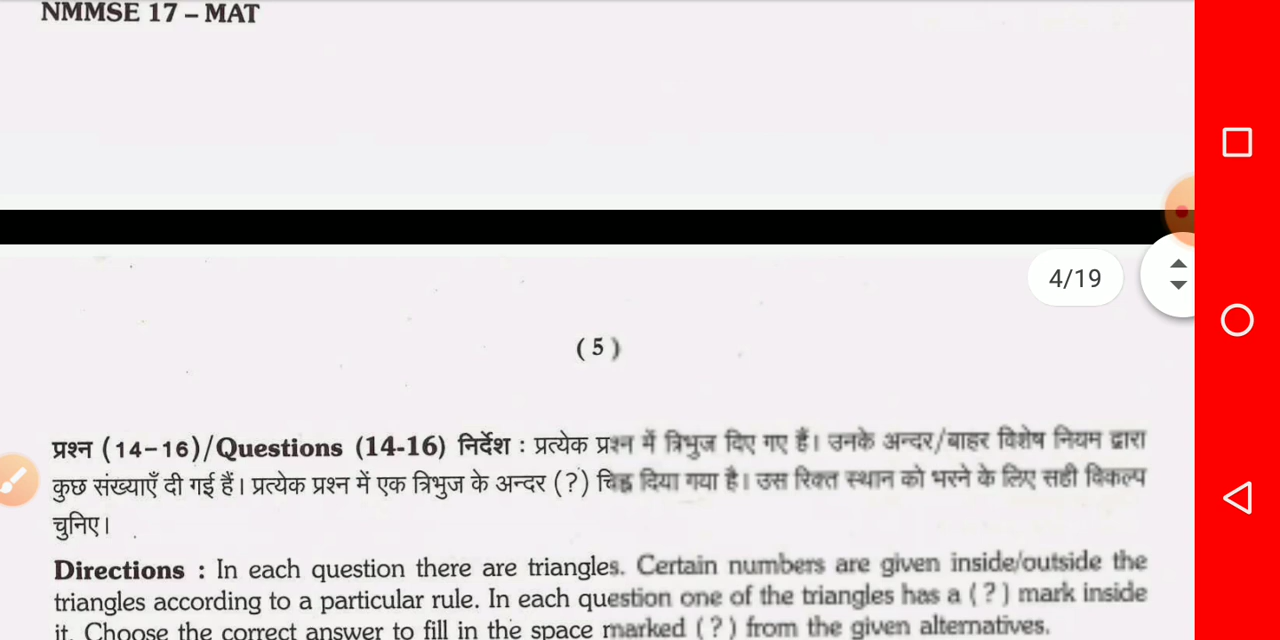 NMMSE 17 – MAT
4/19
( 5 )
प्रश्न (14–16)/Questions (14-16) निर्देश : प्रत्येक प्रश्न में त्रिभुज दिए गए हैं। उनके अन्दर/बाहर विशेष नियम द्वारा
कुछ संख्याएँ दी गई हैं। प्रत्येक प्रश्न में एक त्रिभुज के अन्दर (?) चिह्न दिया गया है। उस रिक्त स्थान को भरने के लिए सही विकल्प
चुनिए।
Directions : In each question there are triangles. Certain numbers are given inside/outside the
triangles according to a particular rule. In each question one of the triangles has a ( ? ) mark inside
it. Choose the correct answer to fill in the space marked ( ? ) from the given alternatives.